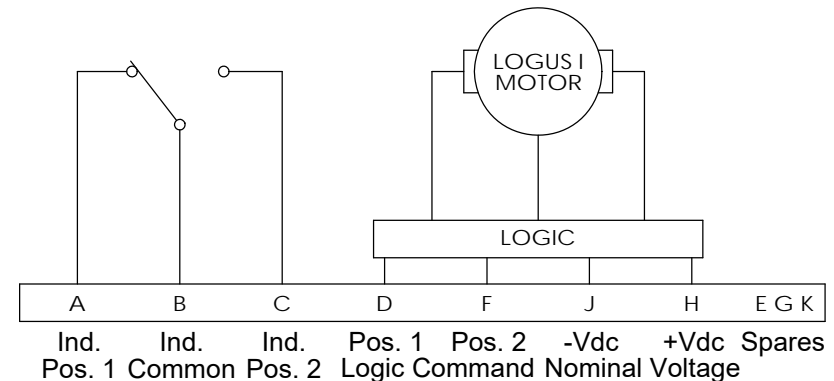 LOGUS I
MOTOR
LOGIC
A B C D F J H E G K
Ind. Ind. Ind. Pos. 1 Pos. 2 -Vdc +Vdc Spares
Pos. 1 Common Pos. 2 Logic Command Nominal Voltage